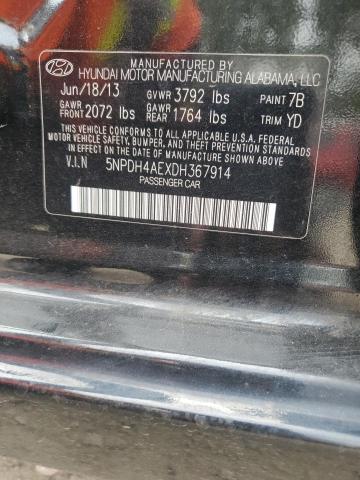 MANUFACTURED BY
HYUNDAI MOTOR MANUFACTURING ALABAMA, LLC
Jun/18/13 GVWR 3792 lbs PAINT 7B
GAWR FRONT 2072 lbs GAWR REAR 1764 lbs TRIM YD
THIS VEHICLE CONFORMS TO ALL APPLICABLE U.S. FEDERAL
MOTOR VEHICLE SAFETY, BUMPER, AND THEFT PREVENTION
STANDARDS IN EFFECT ON THE DATE OF MANUFACTURE SHOWN
ABOVE.
V.I.N 5NPDH4AEXDH367914
PASSENGER CAR